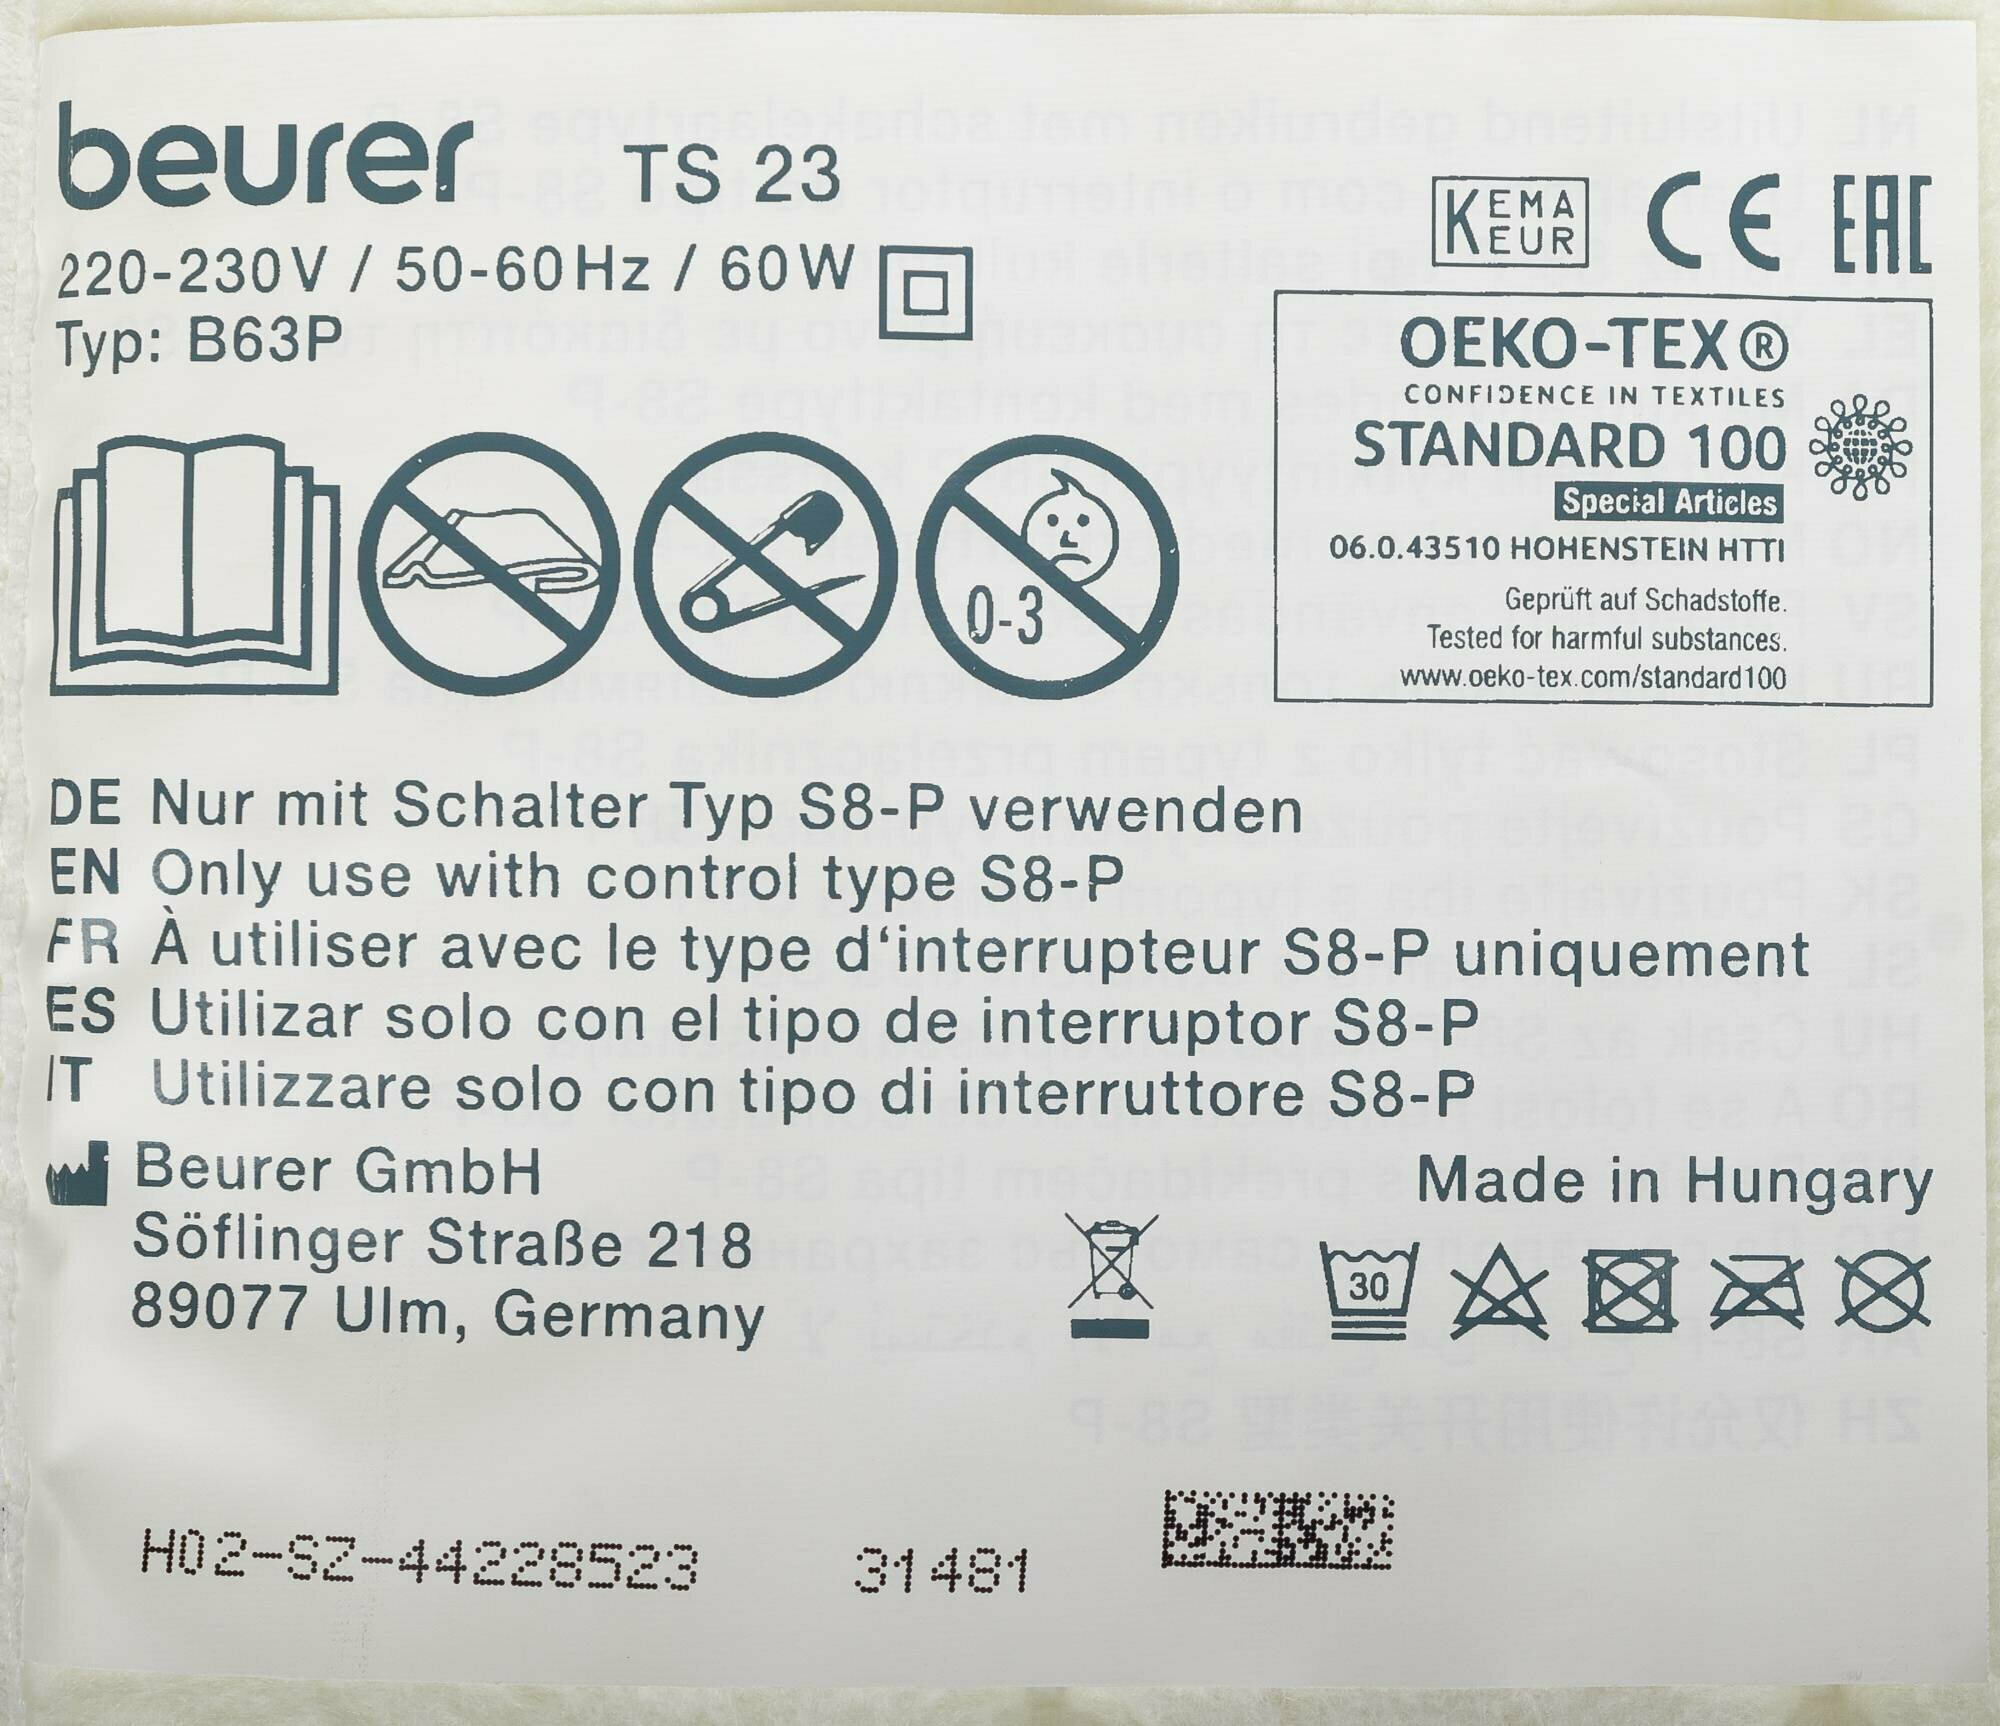 beurer TS 23
220-230V / 50-60Hz / 60W
Typ: B63P
KEMA
KEUR
CE
EAC
OEKO-TEX®
CONFIDENCE IN TEXTILES
STANDARD 100
Special Articles
06.0.43510 HOHENSTEIN HTTI
Geprüft auf Schadstoffe.
Tested for harmful substances.
www.oeko-tex.com/standard100
0-3
DE Nur mit Schalter Typ S8-P verwenden
EN Only use with control type S8-P
FR À utiliser avec le type d‘interrupteur S8-P uniquement
ES Utilizar solo con el tipo de interruptor S8-P
IT Utilizzare solo con tipo di interruttore S8-P
Beurer GmbH
Söflinger Straße 218
89077 Ulm, Germany
Made in Hungary
30
H02-SZ-44228523 31481